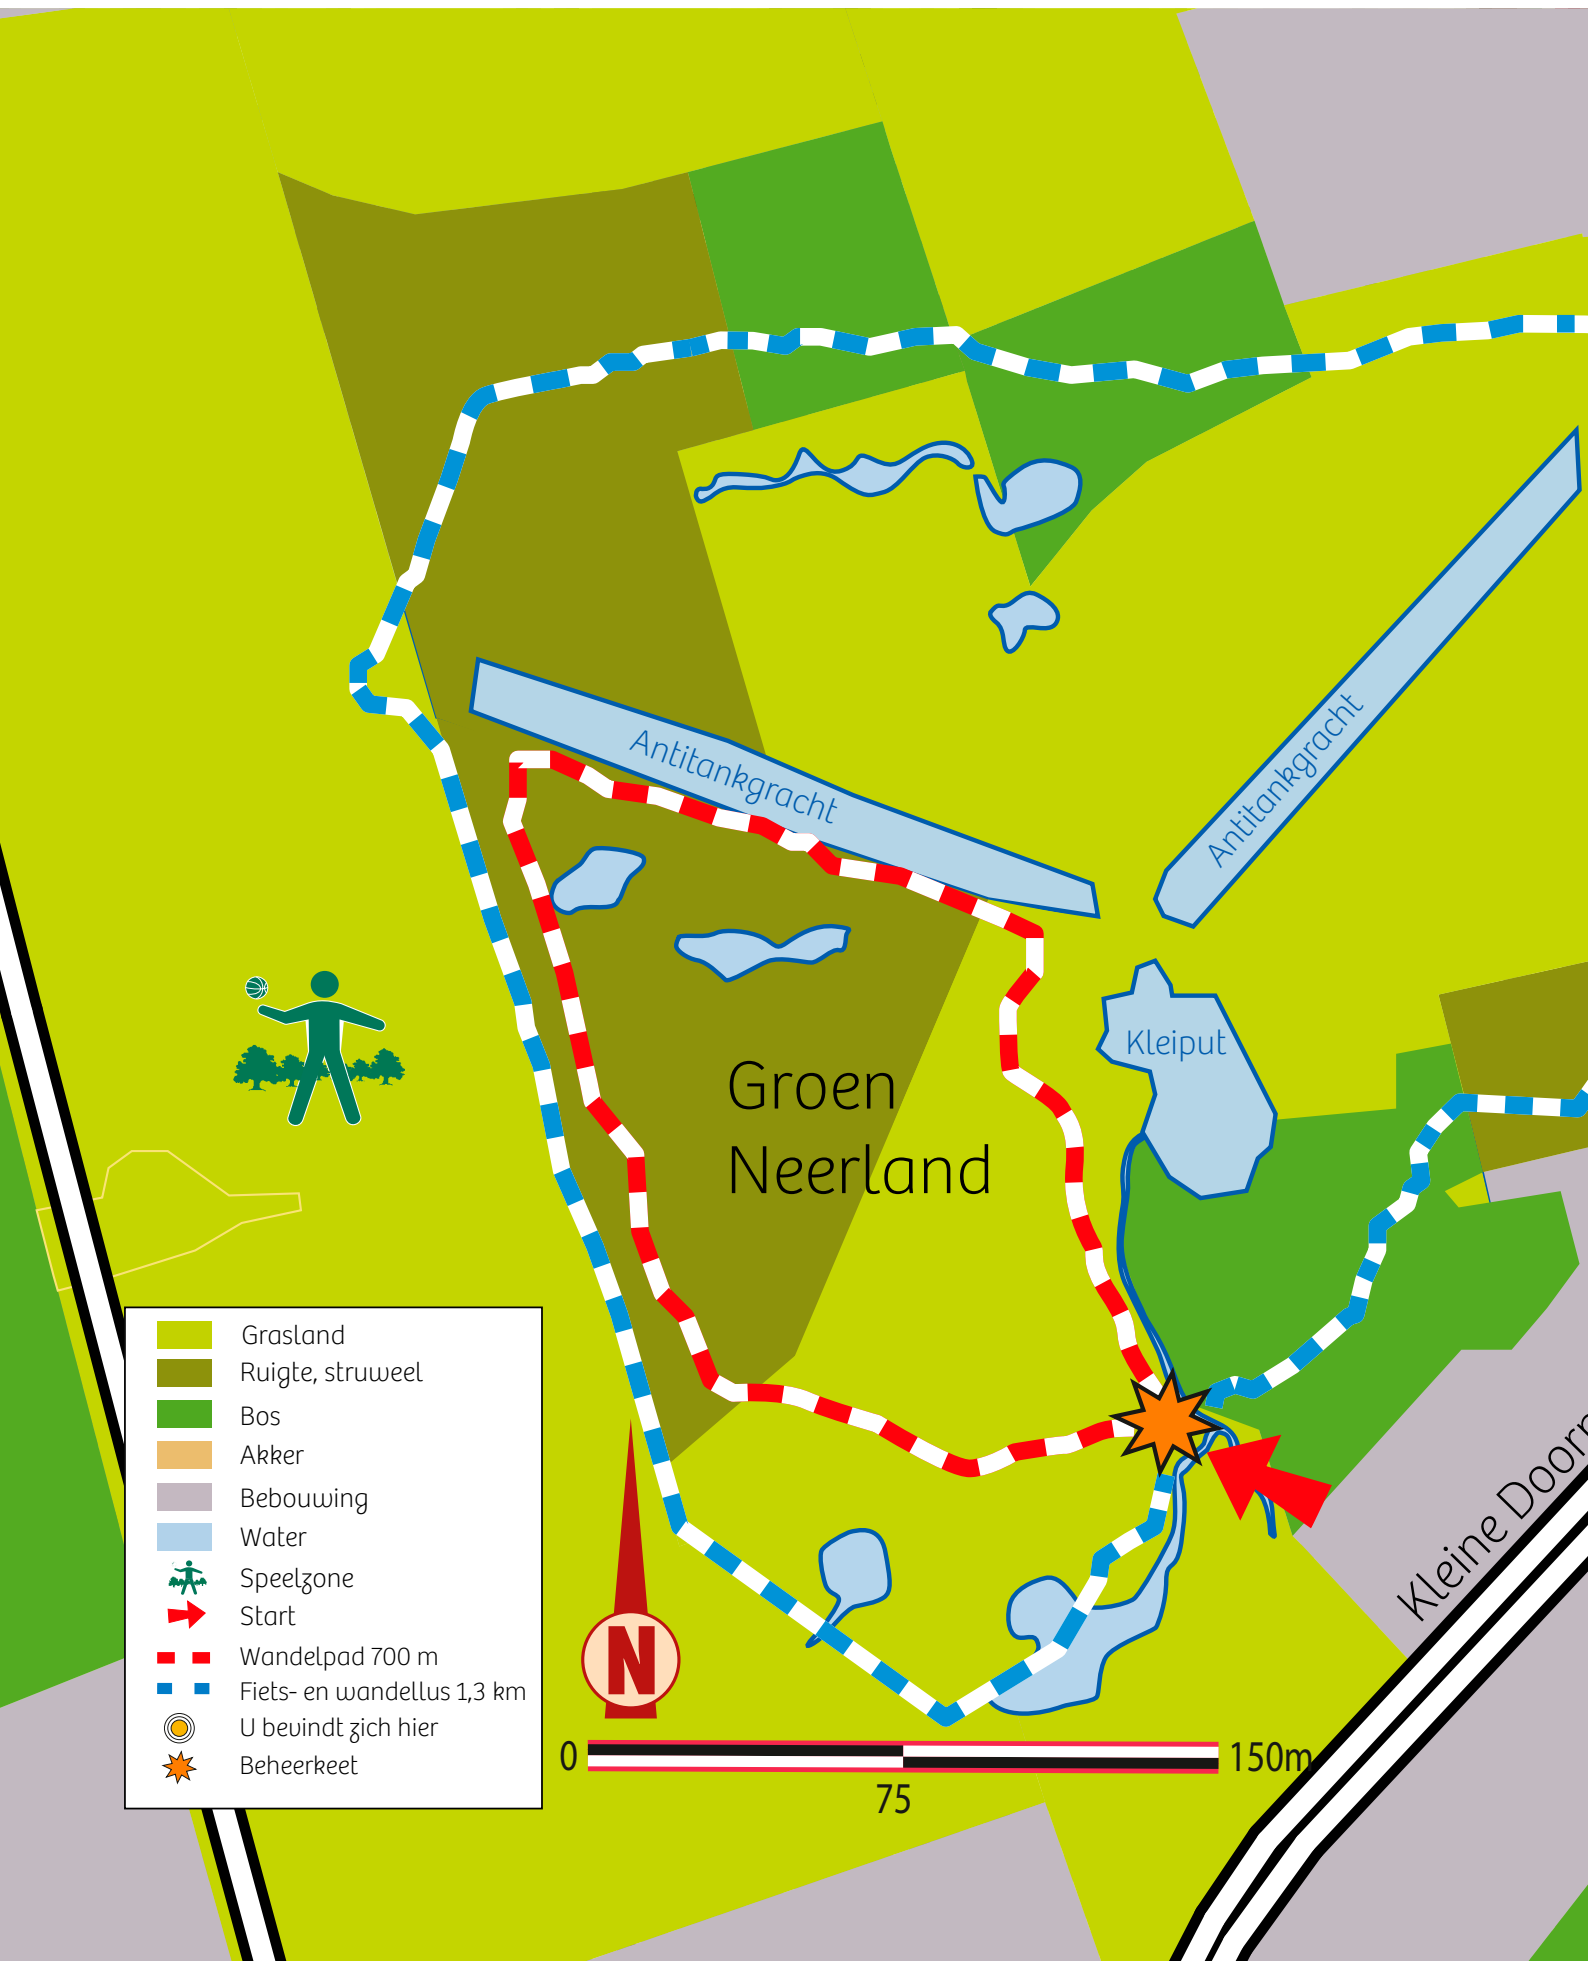 Antitankgracht
Antitankgracht
Kleiput
Groen
Neerland
Kleine Doorn
Grasland
Ruigte, struweel
Bos
Akker
Bebouwing
Water
Speelzone
Start
Wandelpad 700 m
Fiets- en wandellus 1,3 km
U bevindt zich hier
Beheerkeet
N
0
150m
75